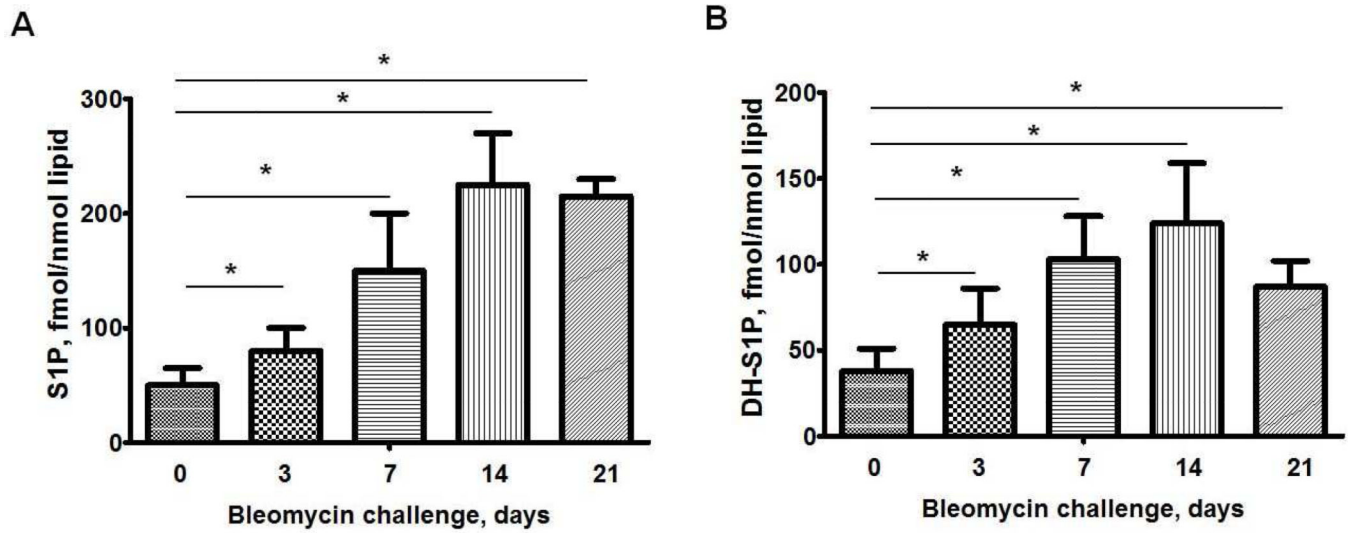 A
S1P, fmol/nmol lipid
300
200
100
0
*
*
*
*
0 3 7 14 21
Bleomycin challenge, days
B
DH-S1P, fmol/nmol lipid
200
150
100
50
0
*
*
*
*
0 3 7 14 21
Bleomycin challenge, days